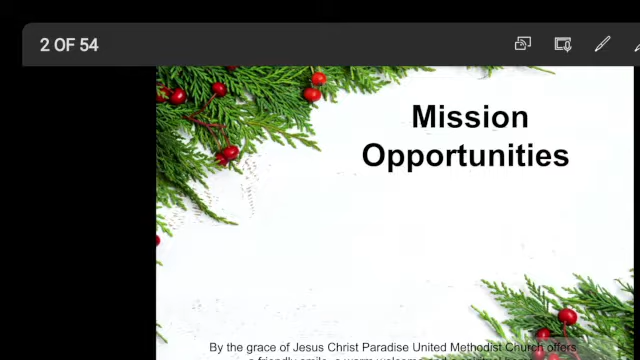 2 OF 54
Mission
Opportunities
By the grace of Jesus Christ Paradise United Methodist Church offers
a friendly smile, a warm welcome and